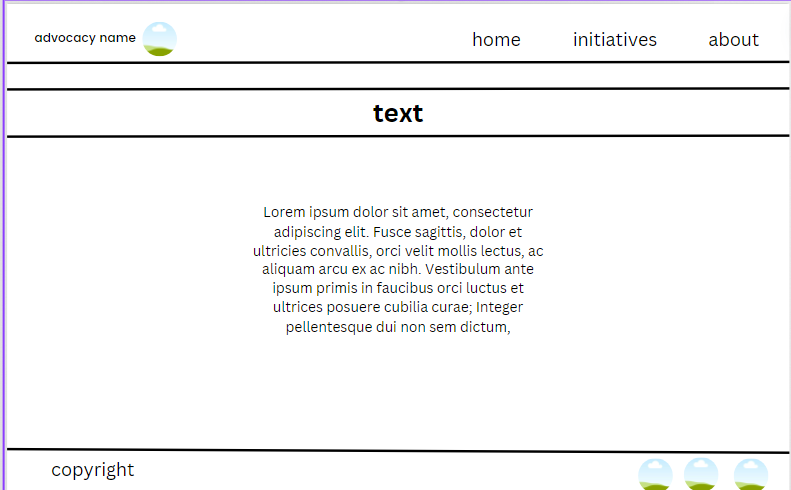 advocacy name
home initiatives about
text
Lorem ipsum dolor sit amet, consectetur
adipiscing elit. Fusce sagittis, dolor et
ultricies convallis, orci velit mollis lectus, ac
aliquam arcu ex ac nibh. Vestibulum ante
ipsum primis in faucibus orci luctus et
ultrices posuere cubilia curae; Integer
pellentesque dui non sem dictum,
copyright